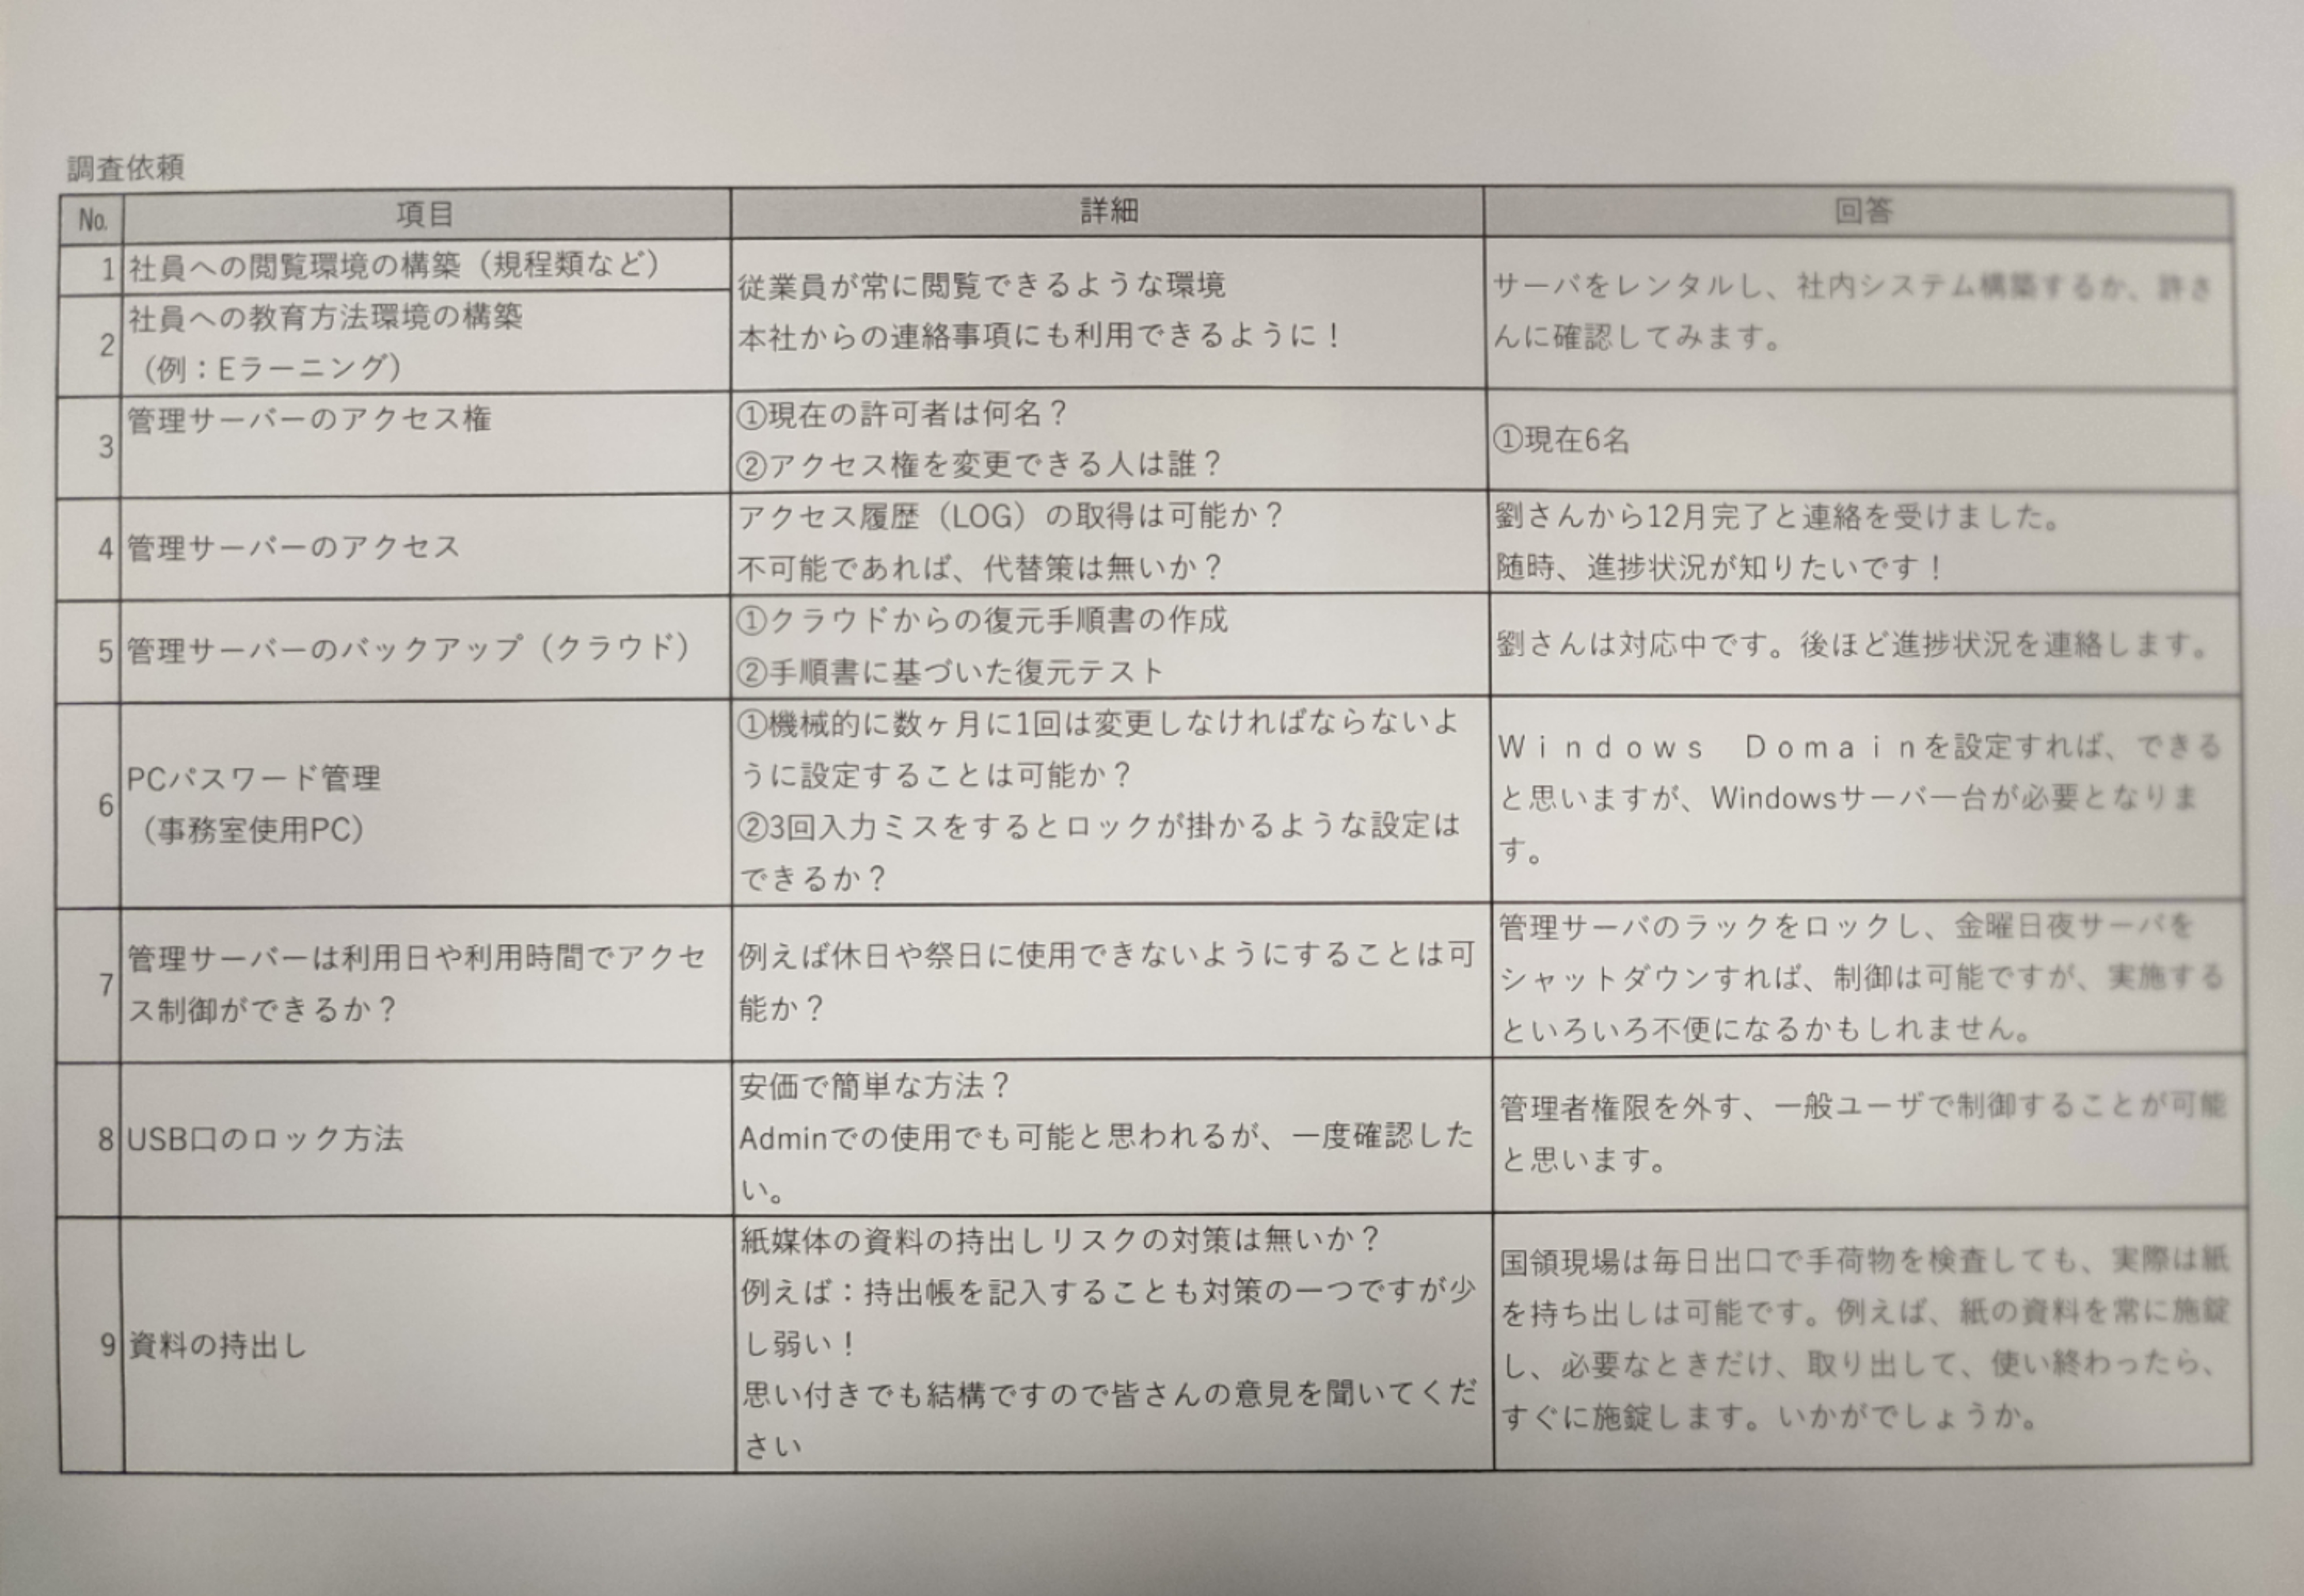 調査依頼
No. 項目 詳細 回答
1 社員への閲覧環境の構築（規程類など）
2 社員への教育方法環境の構築
（例：Eラーニング）
従業員が常に閲覧できるような環境
本社からの連絡事項にも利用できるように！
サーバをレンタルし、社内システム構築するか、許さ
んに確認してみます。
3 管理サーバーのアクセス権
①現在の許可者は何名？
②アクセス権を変更できる人は誰？
①現在6名
4 管理サーバーのアクセス
アクセス履歴（LOG）の取得は可能か？
不可能であれば、代替策は無いか？
劉さんから12月完了と連絡を受けました。
随時、進捗状況が知りたいです！
5 管理サーバーのバックアップ（クラウド）
①クラウドからの復元手順書の作成
②手順書に基づいた復元テスト
劉さんは対応中です。後ほど進捗状況を連絡します。
6 PCパスワード管理
（事務室使用PC）
①機械的に数ヶ月に1回は変更しなければならないよ
うに設定することは可能か？
②3回入力ミスをするとロックが掛かるような設定は
できるか？
Ｗｉｎｄｏｗｓ　Ｄｏｍａｉｎを設定すれば、できる
と思いますが、Windowsサーバー台が必要となりま
す。
7 管理サーバーは利用日や利用時間でアクセ
ス制御ができるか？
例えば休日や祭日に使用できないようにすることは可
能か？
管理サーバのラックをロックし、金曜日夜サーバを
シャットダウンすれば、制御は可能ですが、実施する
といろいろ不便になるかもしれません。
8 USB口のロック方法
安価で簡単な方法？
Adminでの使用でも可能と思われるが、一度確認した
い。
管理者権限を外す、一般ユーザで制御することが可能
と思います。
9 資料の持出し
紙媒体の資料の持出しリスクの対策は無いか？
例えば：持出帳を記入することも対策の一つですが少
し弱い！
思い付きでも結構ですので皆さんの意見を聞いてくだ
さい
国領現場は毎日出口で手荷物を検査しても、実際は紙
を持ち出しは可能です。例えば、紙の資料を常に施錠
し、必要なときだけ、取り出して、使い終わったら、
すぐに施錠します。いかがでしょうか。